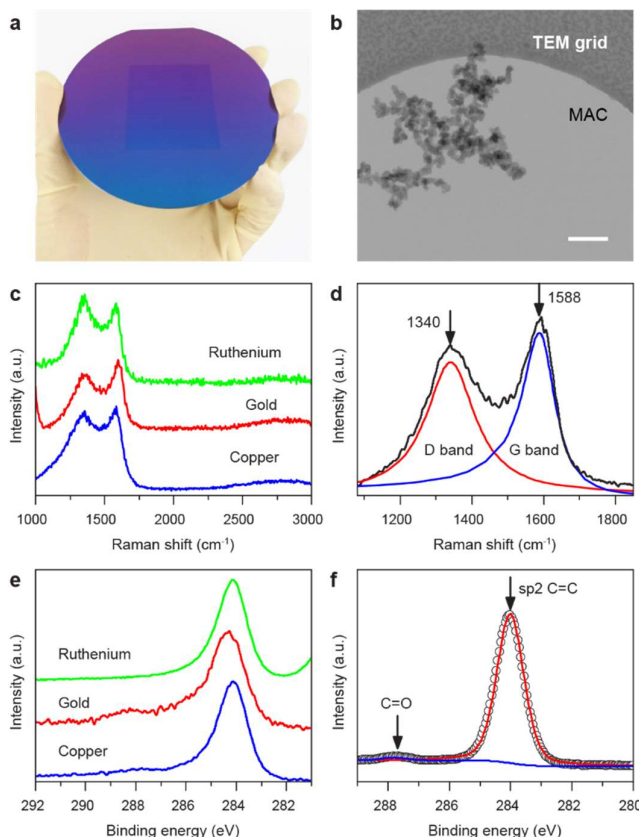 a
b
TEM grid
MAC
c
Ruthenium
Gold
Copper
Intensity (a.u.)
1000 1500 2000 2500 3000
Raman shift (cm⁻¹)
d
1588
1340
D band
G band
Intensity (a.u.)
1200 1400 1600 1800
Raman shift (cm⁻¹)
e
Ruthenium
Gold
Copper
Intensity (a.u.)
292 290 288 286 284 282
Binding energy (eV)
f
sp2 C=C
C=O
Intensity (a.u.)
288 286 284 282 280
Binding energy (eV)